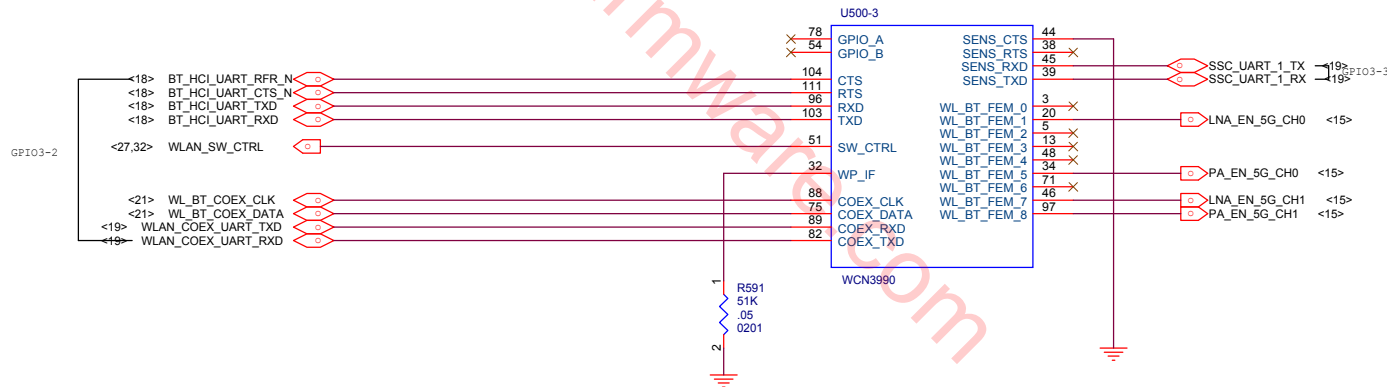 U500-3
78 GPIO_A SENS_CTS 44
54 GPIO_B SENS_RTS 38
SENS_RXD 45 SSC_UART_1_TX <19> GPIO3-3
<18> BT_HCI_UART_RFR_N 104 CTS SENS_TXD 39 SSC_UART_1_RX <19>
<18> BT_HCI_UART_CTS_N 111 RTS
<18> BT_HCI_UART_TXD 96 RXD WL_BT_FEM_0 3
<18> BT_HCI_UART_RXD 103 TXD WL_BT_FEM_1 20 LNA_EN_5G_CH0 <15>
WL_BT_FEM_2 5
GPIO3-2 <27,32> WLAN_SW_CTRL 51 SW_CTRL WL_BT_FEM_3 13
WL_BT_FEM_4 48
32 WP_IF WL_BT_FEM_5 34 PA_EN_5G_CH0 <15>
WL_BT_FEM_6 71
<21> WL_BT_COEX_CLK 88 COEX_CLK WL_BT_FEM_7 46 LNA_EN_5G_CH1 <15>
<21> WL_BT_COEX_DATA 75 COEX_DATA WL_BT_FEM_8 97 PA_EN_5G_CH1 <15>
<19> WLAN_COEX_UART_TXD 89 COEX_RXD
<19> WLAN_COEX_UART_RXD 82 COEX_TXD
WCN3990
1
R591
51K
.05
0201
2